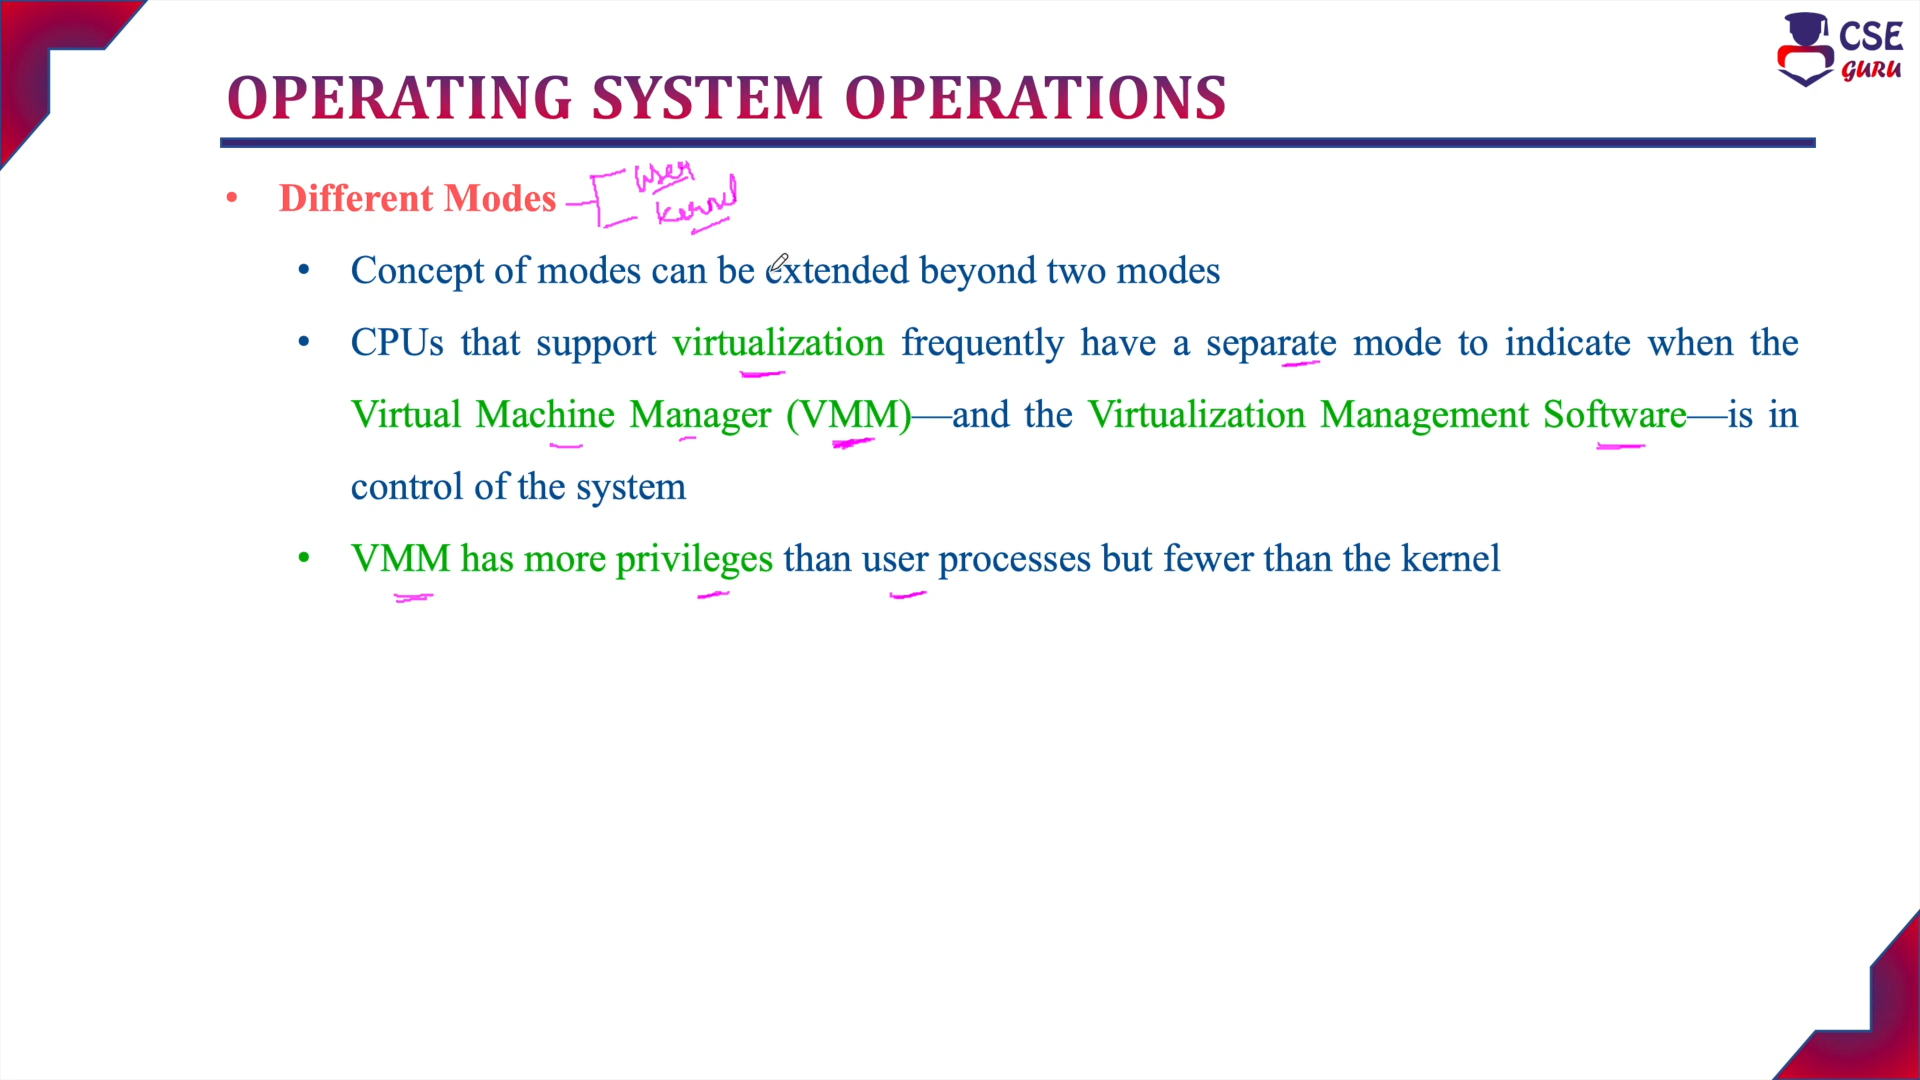 CSE
GURU
OPERATING SYSTEM OPERATIONS
• Different Modes
user
kernel
• Concept of modes can be extended beyond two modes
• CPUs that support virtualization frequently have a separate mode to indicate when the
Virtual Machine Manager (VMM)—and the Virtualization Management Software—is in
control of the system
• VMM has more privileges than user processes but fewer than the kernel